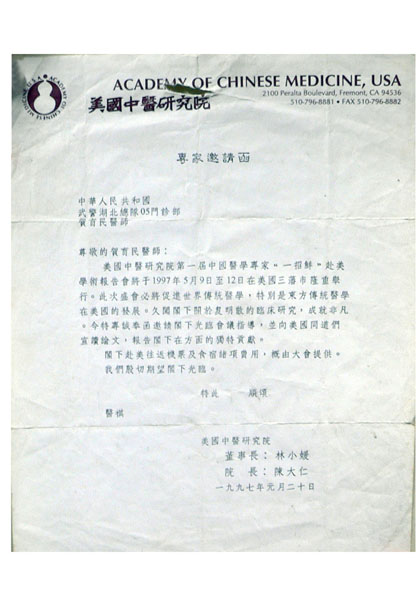 ACADEMY OF CHINESE MEDICINE, USA
2100 Peralta Boulevard, Fremont, CA 94536
510-796-8881 • FAX 510-796-8882
美國中醫研究院
專家邀請函
中華人民共和國
武警湖北總隊05門診部
賀育民醫師
尊敬的賀育民醫師：
美國中醫研究院第一屆中國醫學專家“一招鮮”赴美
學術報告會將于1997年5月9日至12日在美國三藩市隆重舉
行。此次盛會必將促進世界傳統醫學，特別是東方傳統醫學
在美國的發展。久聞閣下關於的臨床研究，成就非凡
。今特專誠奉函邀請閣下光臨會議指導，並向美國同道們
宣讀論文，報告閣下在方面的獨特貢獻。
閣下赴美往返機票及食宿諸項費用，概由大會提供。
我們殷切期望閣下光臨。
特此 順頌
醫祺
美國中醫研究院
董事長：林小媛
院 長：陳大仁
一九九七年元月二十日